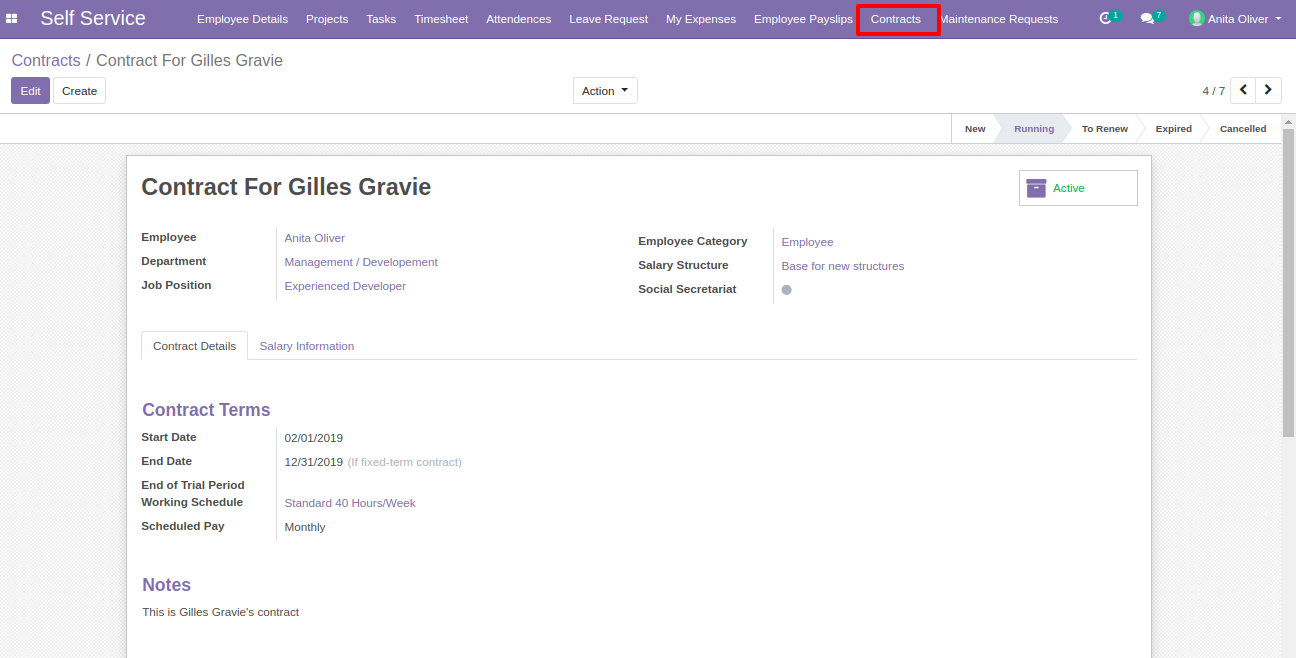 Self Service Employee Details Projects Tasks Timesheet Attendences Leave Request My Expenses Employee Payslips Contracts Maintenance Requests 1 7 Anita Oliver
Contracts / Contract For Gilles Gravie
Edit Create Action 4 / 7
New Running To Renew Expired Cancelled
Contract For Gilles Gravie
Active
Employee Anita Oliver
Department Management / Developement
Job Position Experienced Developer
Employee Category Employee
Salary Structure Base for new structures
Social Secretariat
Contract Details Salary Information
Contract Terms
Start Date 02/01/2019
End Date 12/31/2019 (If fixed-term contract)
End of Trial Period
Working Schedule Standard 40 Hours/Week
Scheduled Pay Monthly
Notes
This is Gilles Gravie's contract